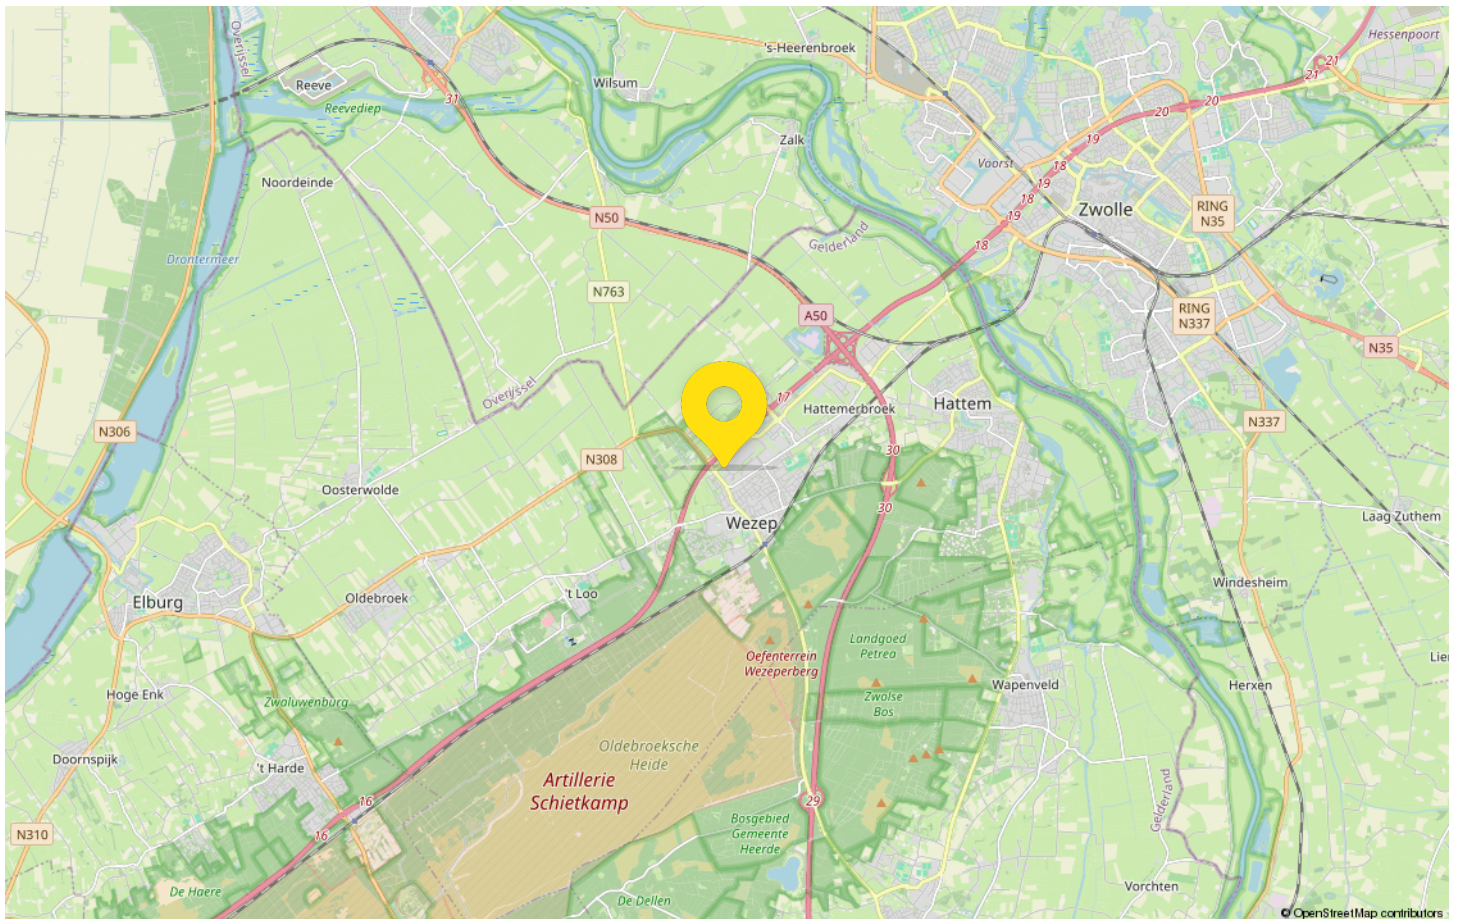 Overijssel
Hessenpoort
's-Heerenbroek
21
21
Reeve
Wilsum
31
Reevediep
20
20
19
Zalk
Voorst
18
19
18
Noordeinde
Zwolle
RING
N35
N50
19
Gelderland
18
Drontermeer
N763
A50
RING
N337
N35
Overijssel
17
Hattemerbroek
Hattem
N306
N337
30
N308
Oosterwolde
30
Wezep
Laag Zuthem
Windesheim
Elburg
Oldebroek
't Loo
Landgoed
Petrea
Oefenterrein
Wezeperberg
Lie
Wapenveld
Herxen
Hoge Enk
Zwaluwenburg
Zwolse
Bos
Oldebroeksche
Heide
Doornspijk
't Harde
Artillerie
Schietkamp
16
29
Gelderland
N310
16
Bosgebied
Gemeente
Heerde
De Haere
De Dellen
Vorchten
© OpenStreetMap contributors